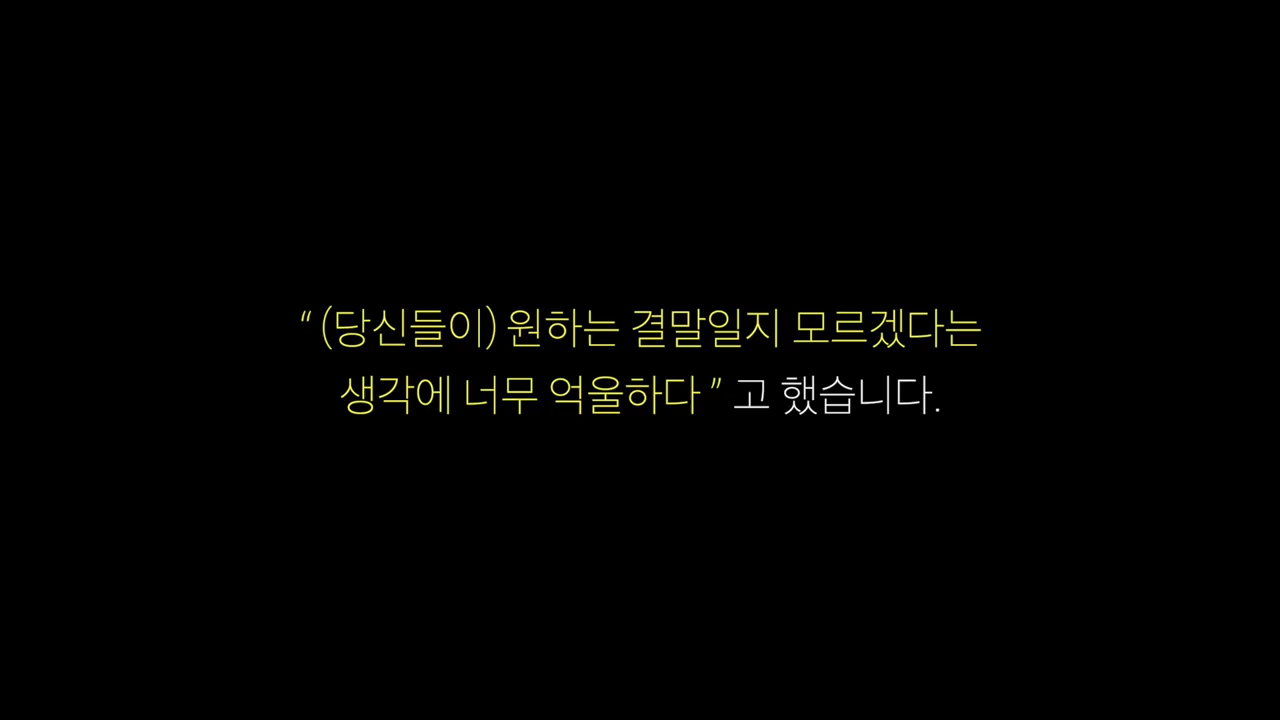 “ (당신들이) 원하는 결말일지 모르겠다는
생각에 너무 억울하다 ” 고 했습니다.